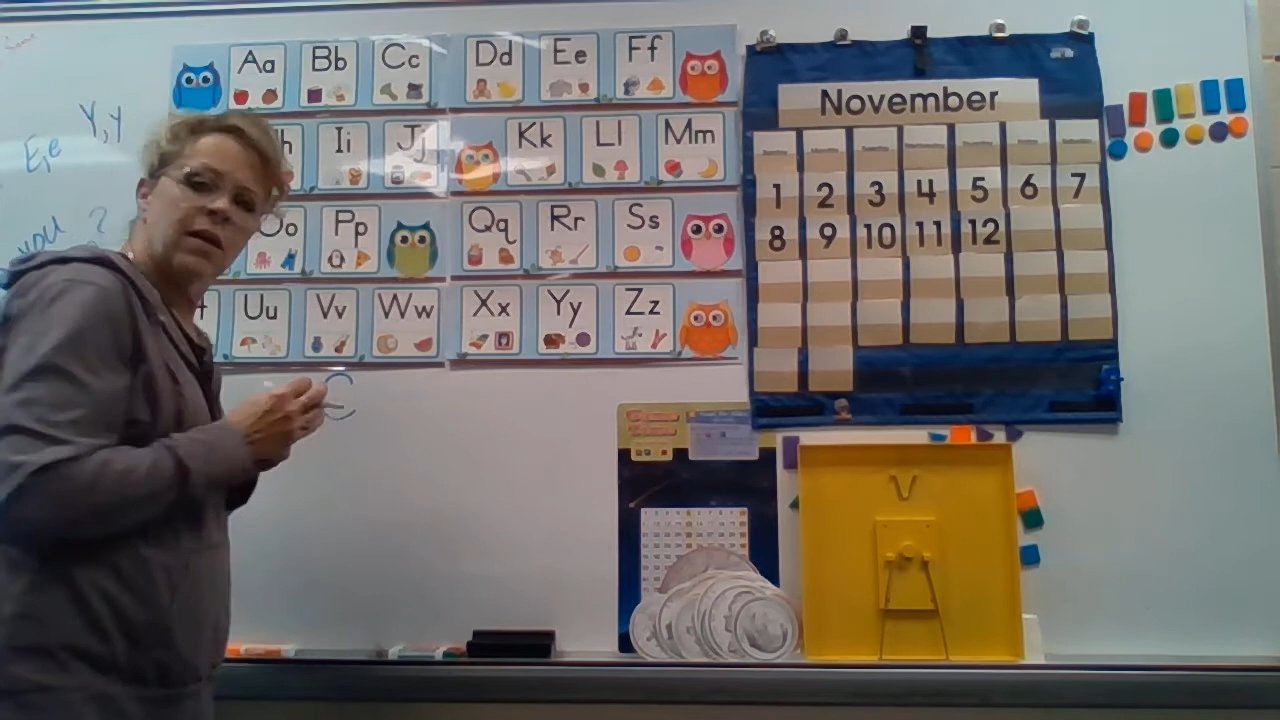 Y,y
E,e
you
?
Aa Bb Cc Dd Ee Ff
h Ii Jj Kk Ll Mm
Oo Pp Qq Rr Ss
Uu Vv Ww Xx Yy Zz
November
1 2 3 4 5 6 7
8 9 10 11 12